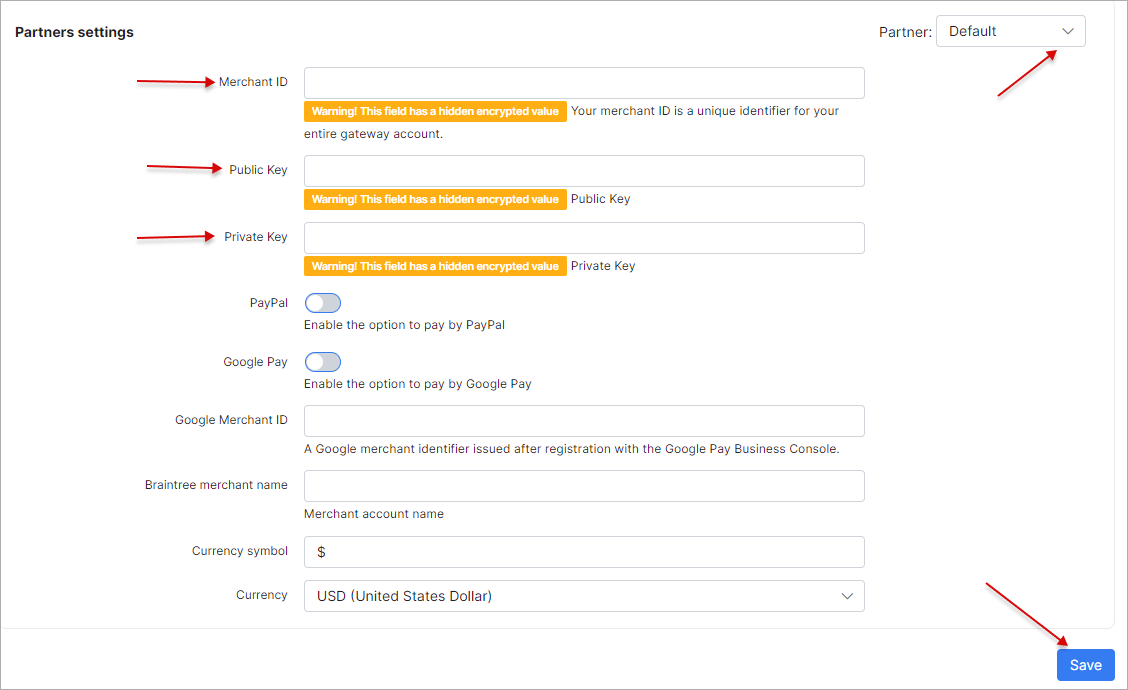 Partners settings
Partner: Default
Merchant ID
Warning! This field has a hidden encrypted value Your merchant ID is a unique identifier for your
entire gateway account.
Public Key
Warning! This field has a hidden encrypted value Public Key
Private Key
Warning! This field has a hidden encrypted value Private Key
PayPal
Enable the option to pay by PayPal
Google Pay
Enable the option to pay by Google Pay
Google Merchant ID
A Google merchant identifier issued after registration with the Google Pay Business Console.
Braintree merchant name
Merchant account name
Currency symbol $
Currency USD (United States Dollar)
Save